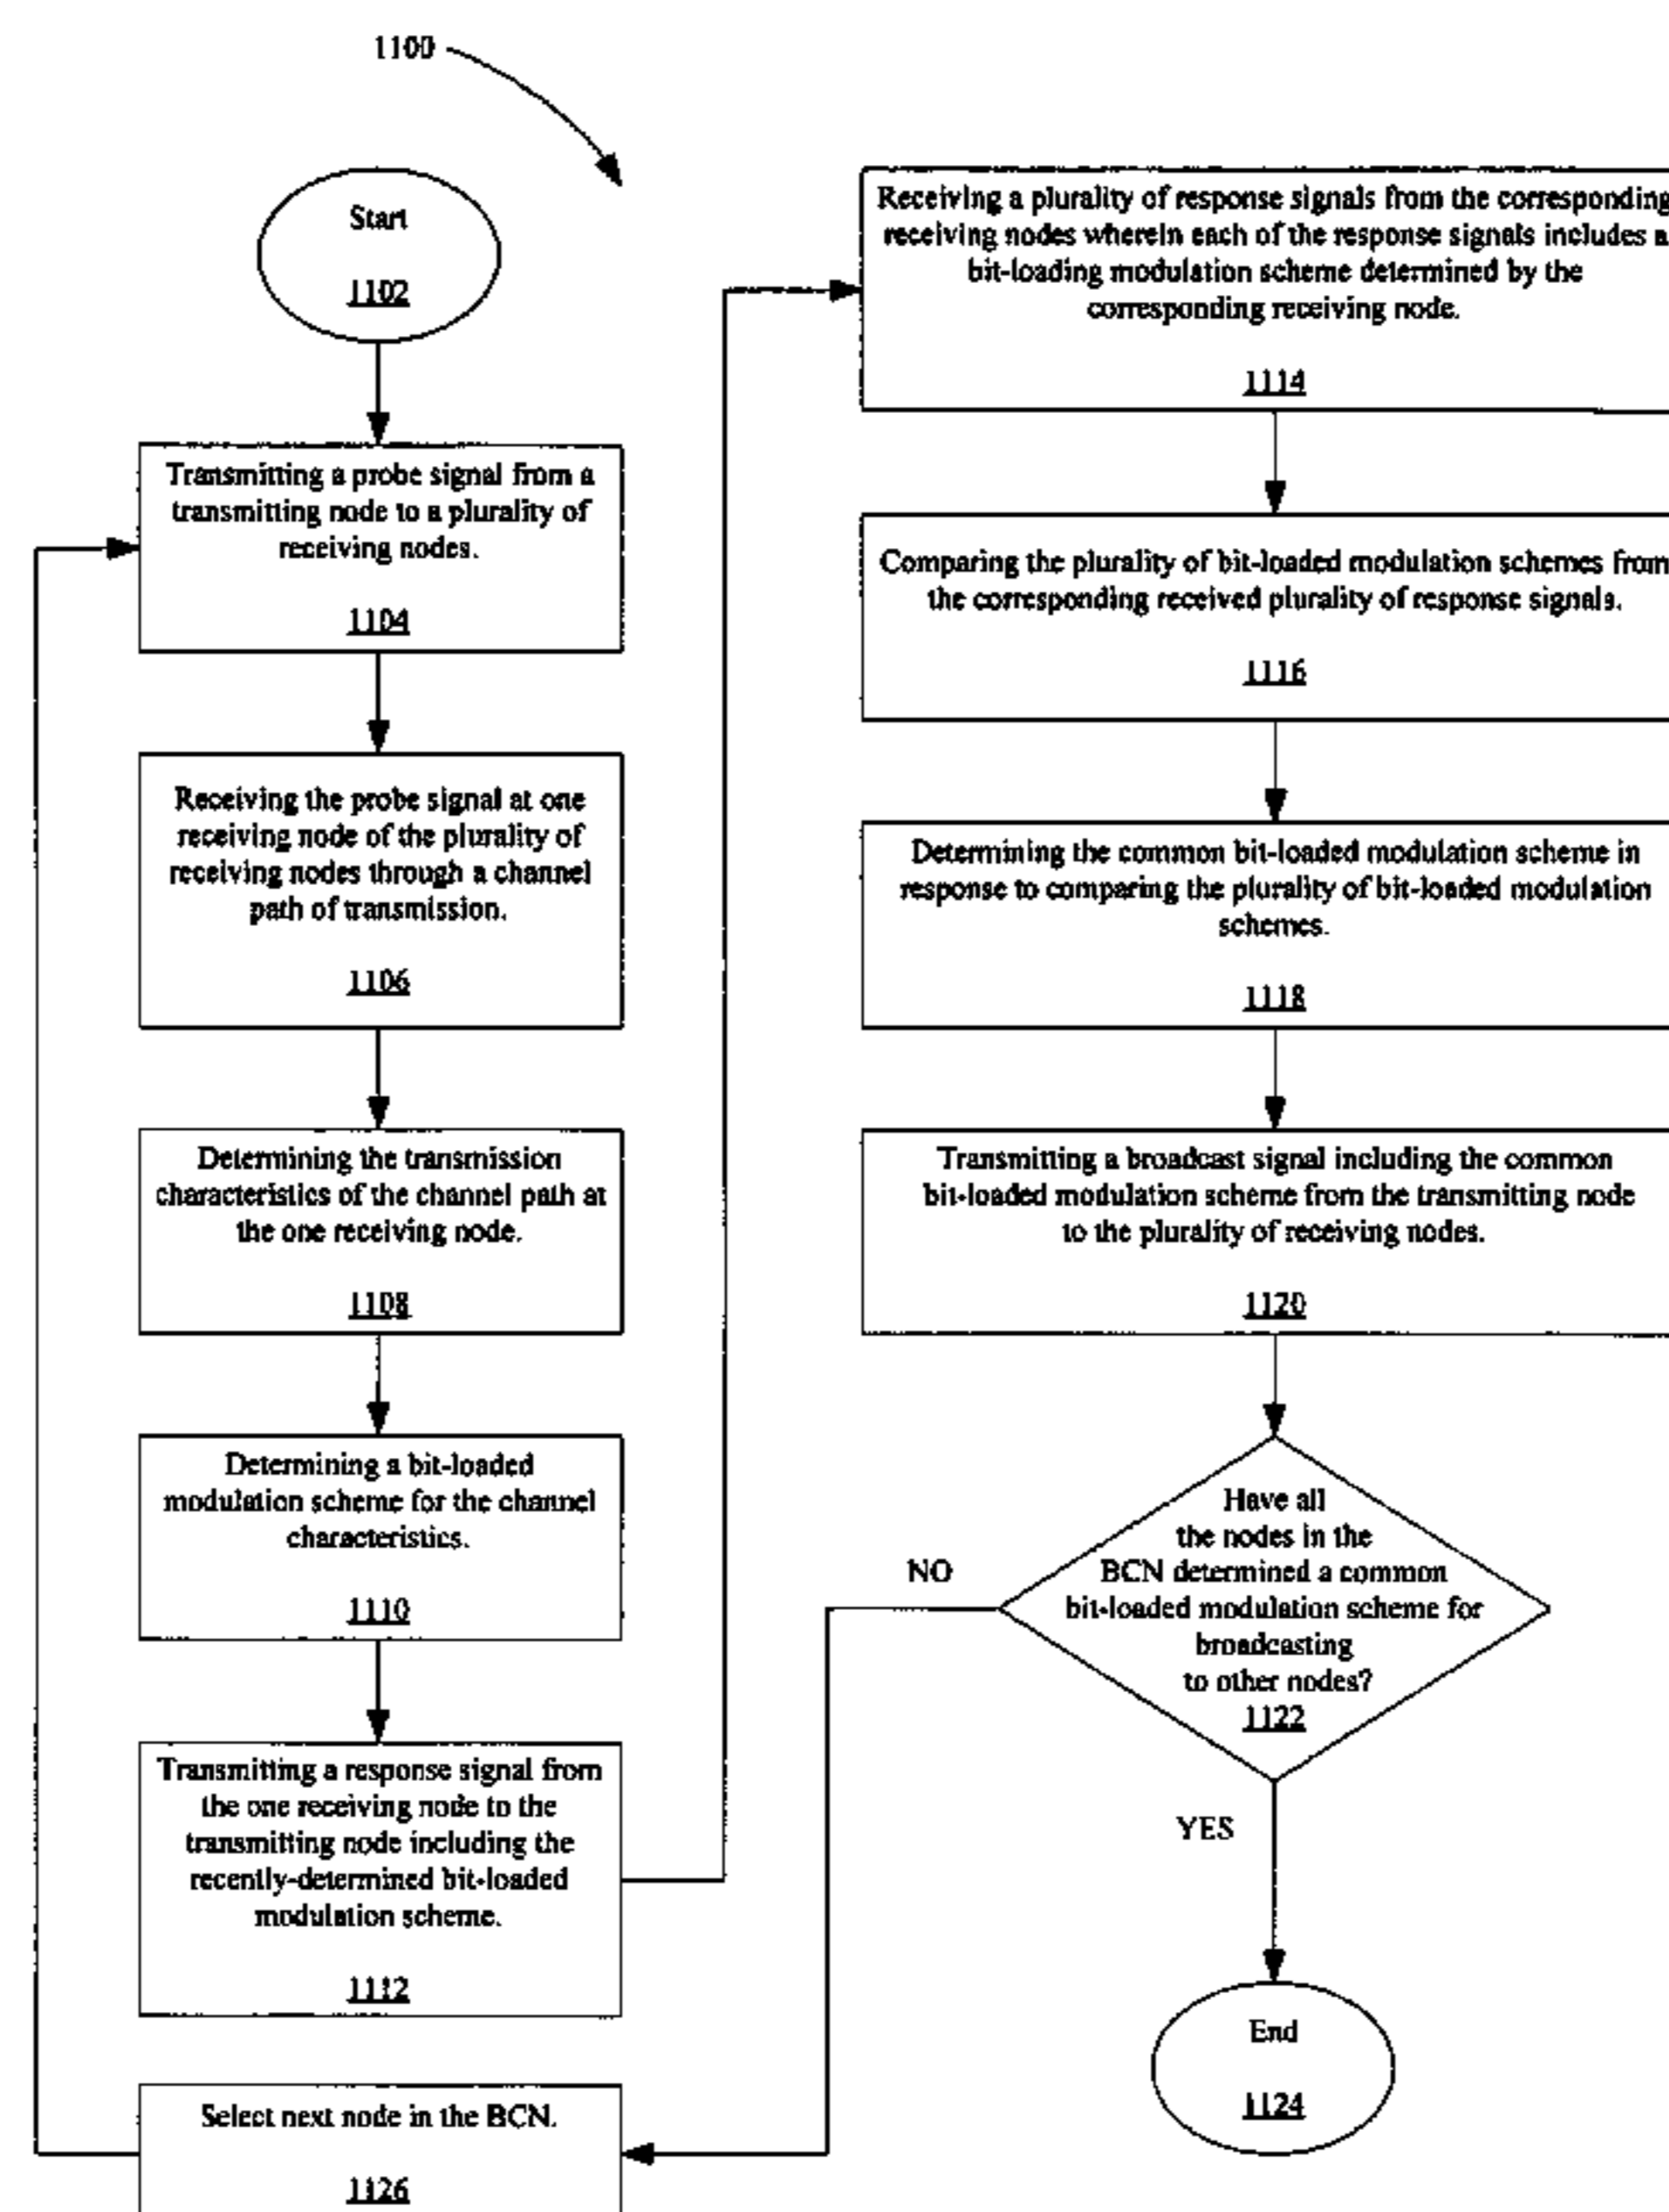 1100
Start
1102
Transmitting a probe signal from a
transmitting node to a plurality of
receiving nodes.
1104
Receiving the probe signal at one
receiving node of the plurality of
receiving nodes through a channel
path of transmission.
1106
Determining the transmission
characteristics of the channel path at
the one receiving node.
1108
Determining a bit-loaded
modulation scheme for the channel
characteristics.
1110
Transmitting a response signal from
the one receiving node to the
transmitting node including the
recently-determined bit-loaded
modulation scheme.
1112
Select next node in the BCN.
1126
Receiving a plurality of response signals from the corresponding
receiving nodes wherein each of the response signals includes a
bit-loading modulation scheme determined by the
corresponding receiving node.
1114
Comparing the plurality of bit-loaded modulation schemes from
the corresponding received plurality of response signals.
1116
Determining the common bit-loaded modulation scheme in
response to comparing the plurality of bit-loaded modulation
schemes.
1118
Transmitting a broadcast signal including the common
bit-loaded modulation scheme from the transmitting node
to the plurality of receiving nodes.
1120
Have all
the nodes in the
BCN determined a common
bit-loaded modulation scheme for
broadcasting
to other nodes?
1122
NO
YES
End
1124